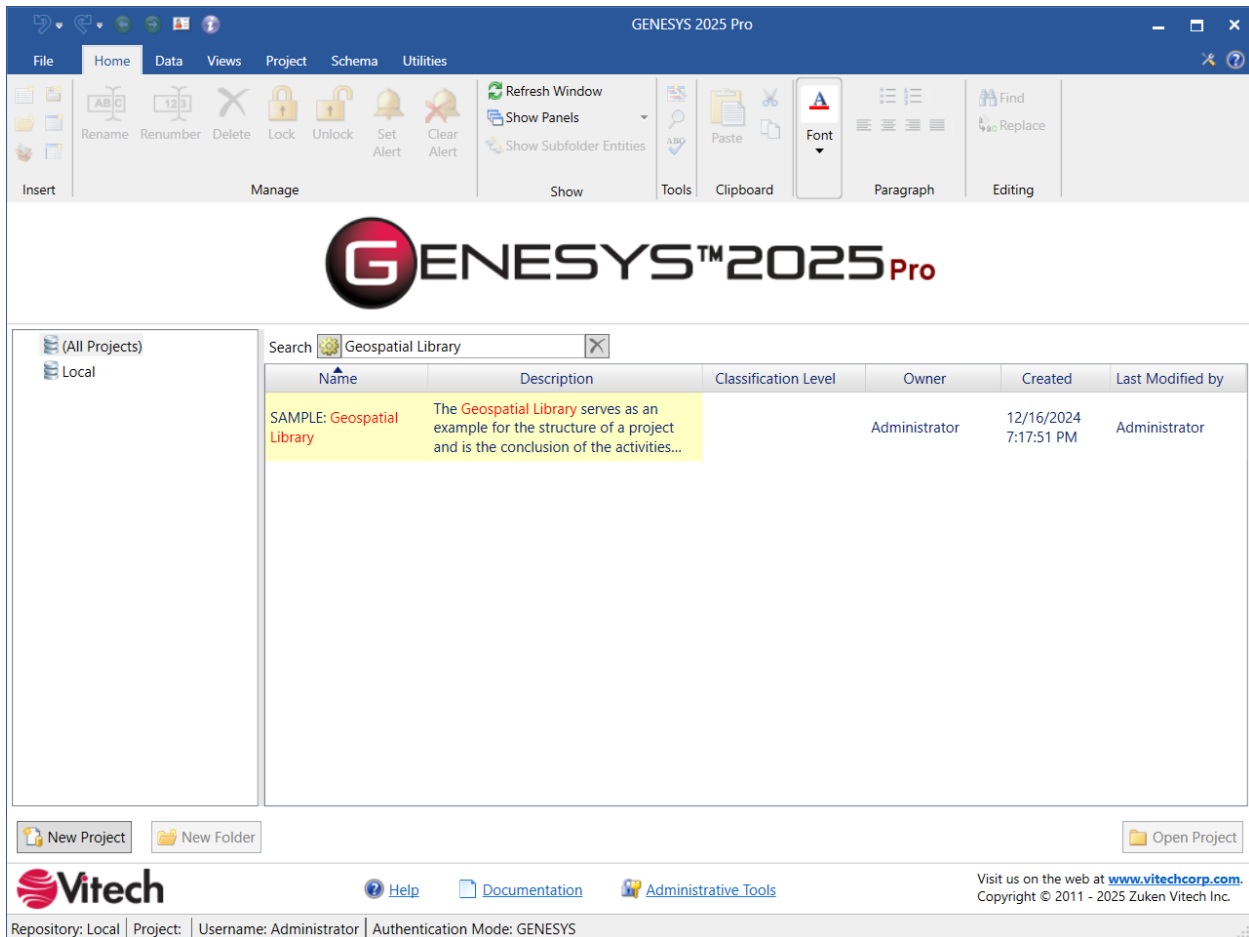 GENESYS 2025 Pro
File Home Data Views Project Schema Utilities
Rename Renumber Delete Lock Unlock Set Alert Clear Alert
Refresh Window
Show Panels
Show Subfolder Entities
Paste
Font
Find
Replace
Insert Manage Show Tools Clipboard Paragraph Editing
GENESYS™2025 Pro
(All Projects)
Local
Search Geospatial Library
Name Description Classification Level Owner Created Last Modified by
SAMPLE: Geospatial
Library
The Geospatial Library serves as an
example for the structure of a project
and is the conclusion of the activities...
Administrator
12/16/2024
7:17:51 PM
Administrator
New Project New Folder Open Project
Vitech
Help Documentation Administrative Tools
Visit us on the web at www.vitechcorp.com.
Copyright © 2011 - 2025 Zuken Vitech Inc.
Repository: Local Project: Username: Administrator Authentication Mode: GENESYS